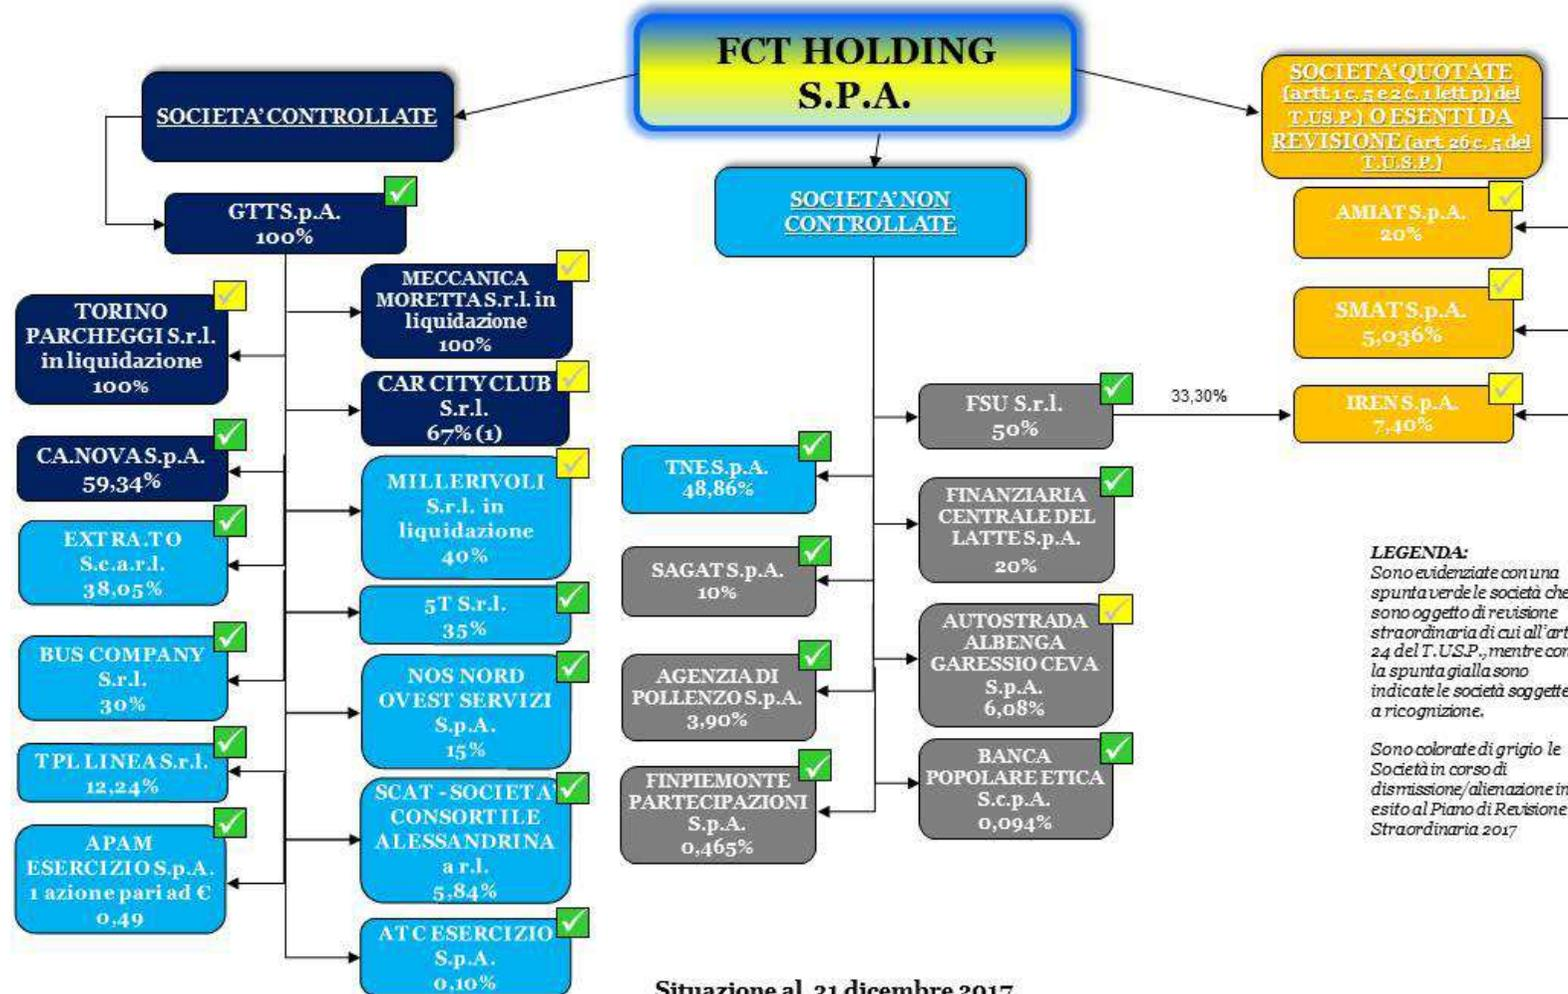 FCT HOLDING
S.P.A.
SOCIETA' CONTROLLATE
GTT S.p.A.
100%
TORINO
PARCHEGGI S.r.l.
in liquidazione
100%
CA.NOVA S.p.A.
59,34%
EXTRA.TO
S.c.a.r.l.
38,05%
BUS COMPANY
S.r.l.
30%
TPL LINEA S.r.l.
12,24%
APAM
ESERCIZIO S.p.A.
1 azione pari ad €
0,49
MECCANICA
MORETTA S.r.l. in
liquidazione
100%
CAR CITY CLUB
S.r.l.
67% (1)
MILLERIVOLI
S.r.l. in
liquidazione
40%
5T S.r.l.
35%
NOS NORD
OVEST SERVIZI
S.p.A.
15%
SCAT - SOCIETA'
CONSORTILE
ALESSANDRINA
a r.l.
5,84%
ATC ESERCIZIO
S.p.A.
0,10%
SOCIETA' NON
CONTROLLATE
TNE S.p.A.
48,86%
SAGAT S.p.A.
10%
AGENZIA DI
POLLENZO S.p.A.
3,90%
FINPIEMONTE
PARTECIPAZIONI
S.p.A.
0,465%
FSU S.r.l.
50%
33,30%
FINANZIARIA
CENTRALE DEL
LATTE S.p.A.
20%
AUTOSTRADA
ALBENGA
GARESSIO CEVA
S.p.A.
6,08%
BANCA
POPOLARE ETICA
S.c.p.A.
0,094%
SOCIETA' QUOTATE
(artt 1 c. 5 e 2 c. 1 lett p) del
T.US.P.) O ESENTI DA
REVISIONE (art. 26 c. 5 del
T.U.S.P.)
AMIAT S.p.A.
20%
SMAT S.p.A.
5,036%
IREN S.p.A.
7,40%
LEGENDA:
Sono evidenziate con una
spunta verde le società che
sono oggetto di revisione
straordinaria di cui all'art
24 del T.U.S.P., mentre con
la spunta gialla sono
indicate le società soggette
a ricognizione.
Sono colorate di grigio le
Società in corso di
dismissione/alienazione in
esito al Piano di Revisione
Straordinaria 2017
Situazione al 31 dicembre 2017